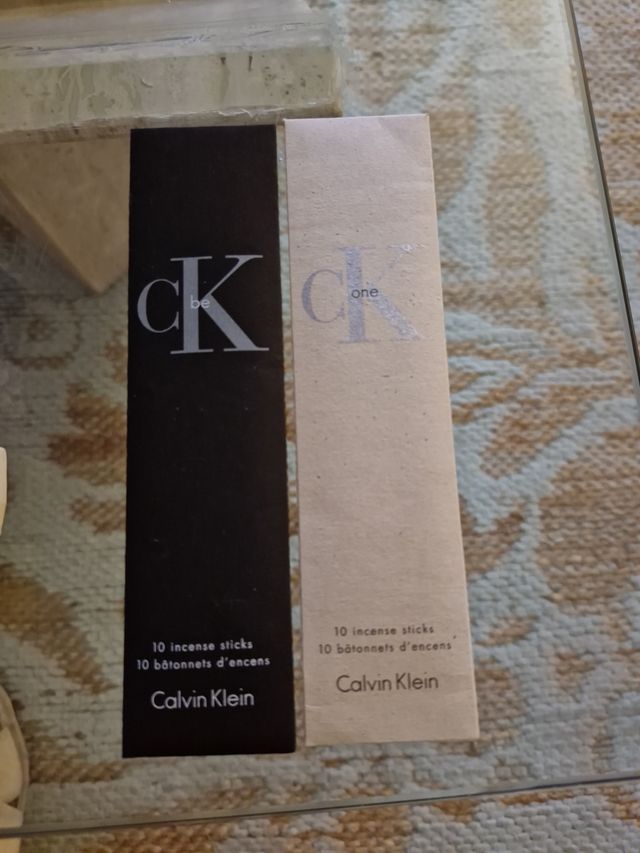 cK
be
10 incense sticks
10 bâtonnets d'encens
Calvin Klein
cK
one
10 incense sticks
10 bâtonnets d'encens
Calvin Klein